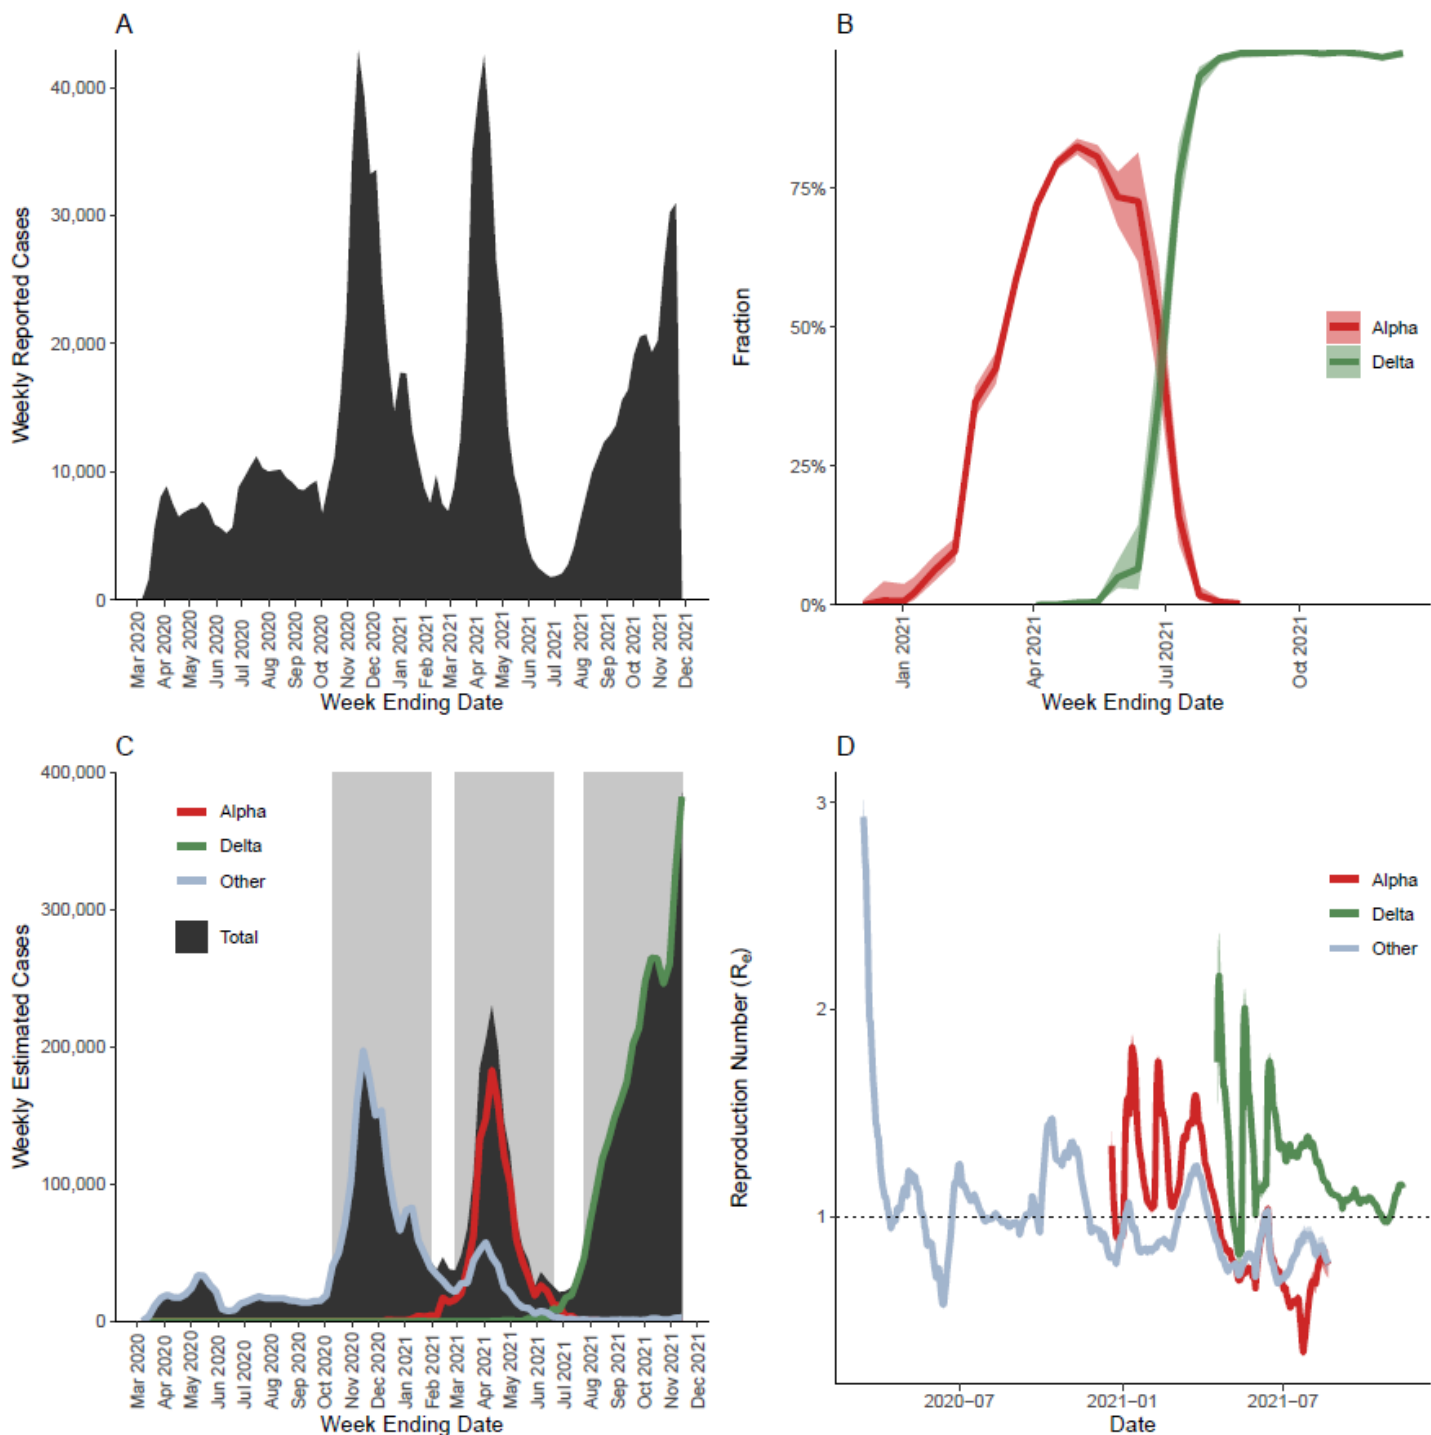 A
Weekly Reported Cases
40,000
30,000
20,000
10,000
0
Mar 2020
Apr 2020
May 2020
Jun 2020
Jul 2020
Aug 2020
Sep 2020
Oct 2020
Nov 2020
Dec 2020
Jan 2021
Feb 2021
Mar 2021
Apr 2021
May 2021
Jun 2021
Jul 2021
Aug 2021
Sep 2021
Oct 2021
Nov 2021
Dec 2021
Week Ending Date
B
Fraction
75%
50%
25%
0%
Alpha
Delta
Jan 2021
Apr 2021
Jul 2021
Oct 2021
Week Ending Date
C
Weekly Estimated Cases
400,000
300,000
200,000
100,000
0
Alpha
Delta
Other
Total
Mar 2020
Apr 2020
May 2020
Jun 2020
Jul 2020
Aug 2020
Sep 2020
Oct 2020
Nov 2020
Dec 2020
Jan 2021
Feb 2021
Mar 2021
Apr 2021
May 2021
Jun 2021
Jul 2021
Aug 2021
Sep 2021
Oct 2021
Nov 2021
Dec 2021
Week Ending Date
D
Reproduction Number (Re)
3
2
1
Alpha
Delta
Other
2020−07
2021−01
2021−07
Date